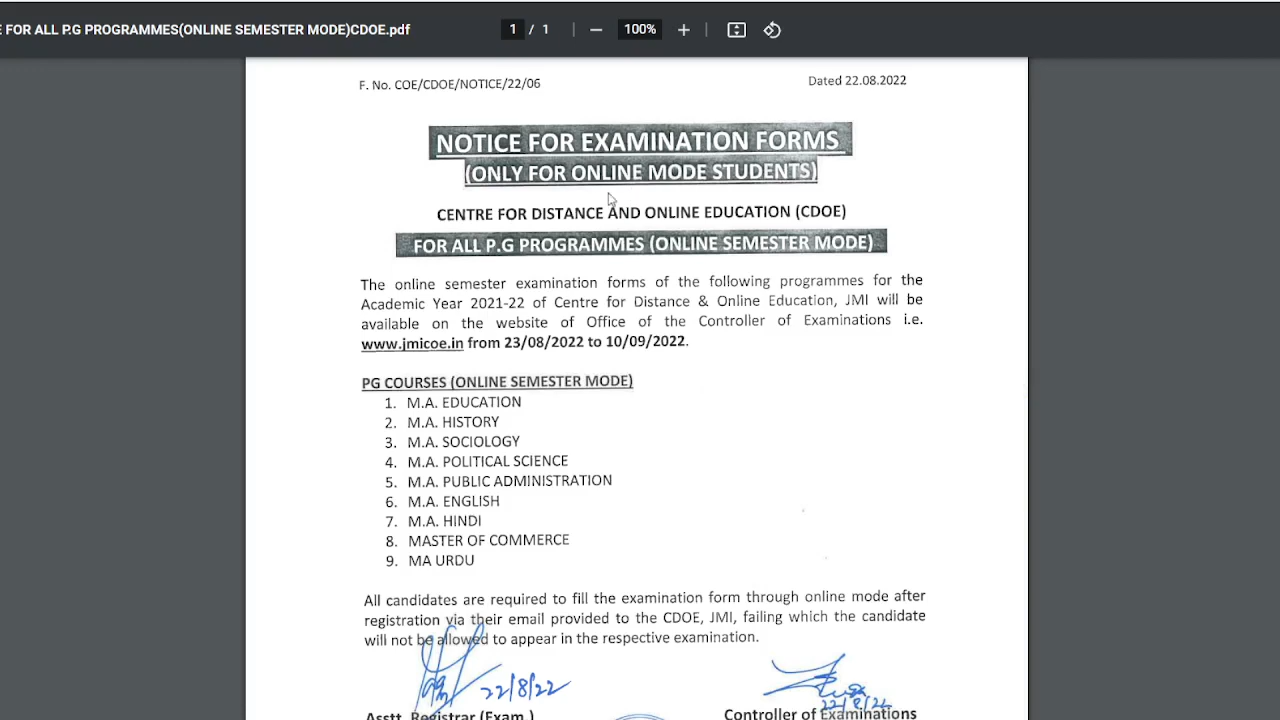 E FOR ALL P.G PROGRAMMES(ONLINE SEMESTER MODE)CDOE.pdf
1 / 1
100%
F. No. COE/CDOE/NOTICE/22/06
Dated 22.08.2022
NOTICE FOR EXAMINATION FORMS
(ONLY FOR ONLINE MODE STUDENTS)
CENTRE FOR DISTANCE AND ONLINE EDUCATION (CDOE)
FOR ALL P.G PROGRAMMES (ONLINE SEMESTER MODE)
The online semester examination forms of the following programmes for the
Academic Year 2021-22 of Centre for Distance & Online Education, JMI will be
available on the website of Office of the Controller of Examinations i.e.
www.jmicoe.in from 23/08/2022 to 10/09/2022.
PG COURSES (ONLINE SEMESTER MODE)
1. M.A. EDUCATION
2. M.A. HISTORY
3. M.A. SOCIOLOGY
4. M.A. POLITICAL SCIENCE
5. M.A. PUBLIC ADMINISTRATION
6. M.A. ENGLISH
7. M.A. HINDI
8. MASTER OF COMMERCE
9. MA URDU
All candidates are required to fill the examination form through online mode after
registration via their email provided to the CDOE, JMI, failing which the candidate
will not be allowed to appear in the respective examination.
22/8/22
22/8/22
Asstt. Registrar (Exam.)
Controller of Examinations